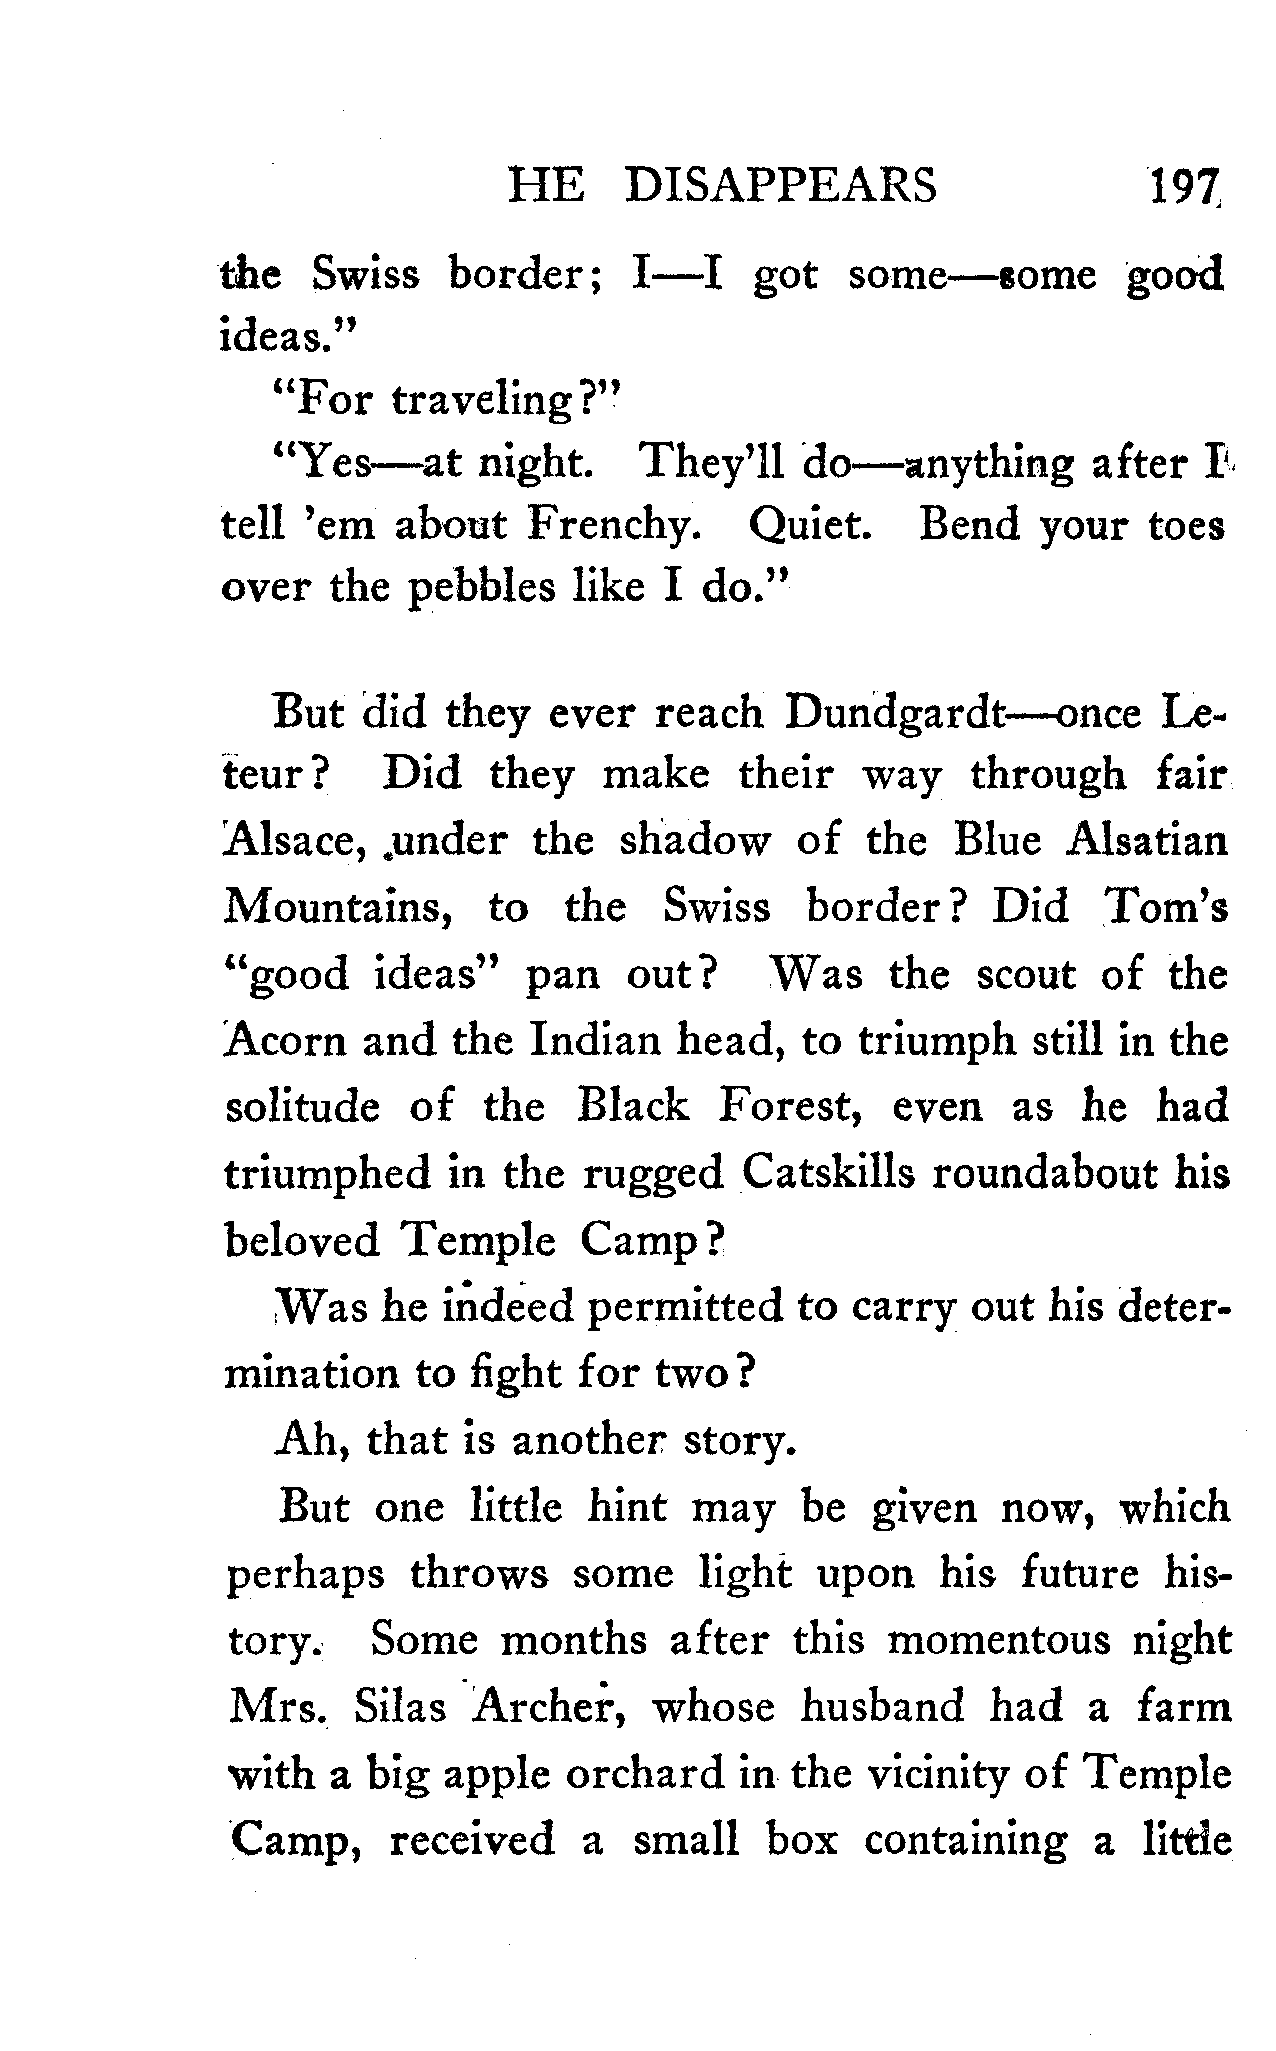 HE DISAPPEARS 197
the Swiss border; I—I got some—some good
ideas."
"For traveling?"
"Yes—at night. They'll do—anything after I
tell 'em about Frenchy. Quiet. Bend your toes
over the pebbles like I do."
But did they ever reach Dundgardt—once Le-
teur? Did they make their way through fair
Alsace, under the shadow of the Blue Alsatian
Mountains, to the Swiss border? Did Tom's
"good ideas" pan out? Was the scout of the
Acorn and the Indian head, to triumph still in the
solitude of the Black Forest, even as he had
triumphed in the rugged Catskills roundabout his
beloved Temple Camp?
Was he indeed permitted to carry out his deter-
mination to fight for two?
Ah, that is another story.
But one little hint may be given now, which
perhaps throws some light upon his future his-
tory. Some months after this momentous night
Mrs. Silas Archer, whose husband had a farm
with a big apple orchard in the vicinity of Temple
Camp, received a small box containing a little